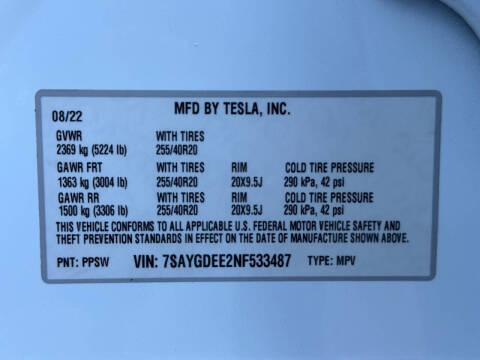 08/22 MFD BY TESLA, INC.
GVWR WITH TIRES
2369 kg (5224 lb) 255/40R20
GAWR FRT WITH TIRES RIM COLD TIRE PRESSURE
1363 kg (3004 lb) 255/40R20 20X9.5J 290 kPa, 42 psi
GAWR RR WITH TIRES RIM COLD TIRE PRESSURE
1500 kg (3306 lb) 255/40R20 20X9.5J 290 kPa, 42 psi
THIS VEHICLE CONFORMS TO ALL APPLICABLE U.S. FEDERAL MOTOR VEHICLE SAFETY AND
THEFT PREVENTION STANDARDS IN EFFECT ON THE DATE OF MANUFACTURE SHOWN ABOVE.
PNT: PPSW VIN: 7SAYGDEE2NF533487 TYPE: MPV